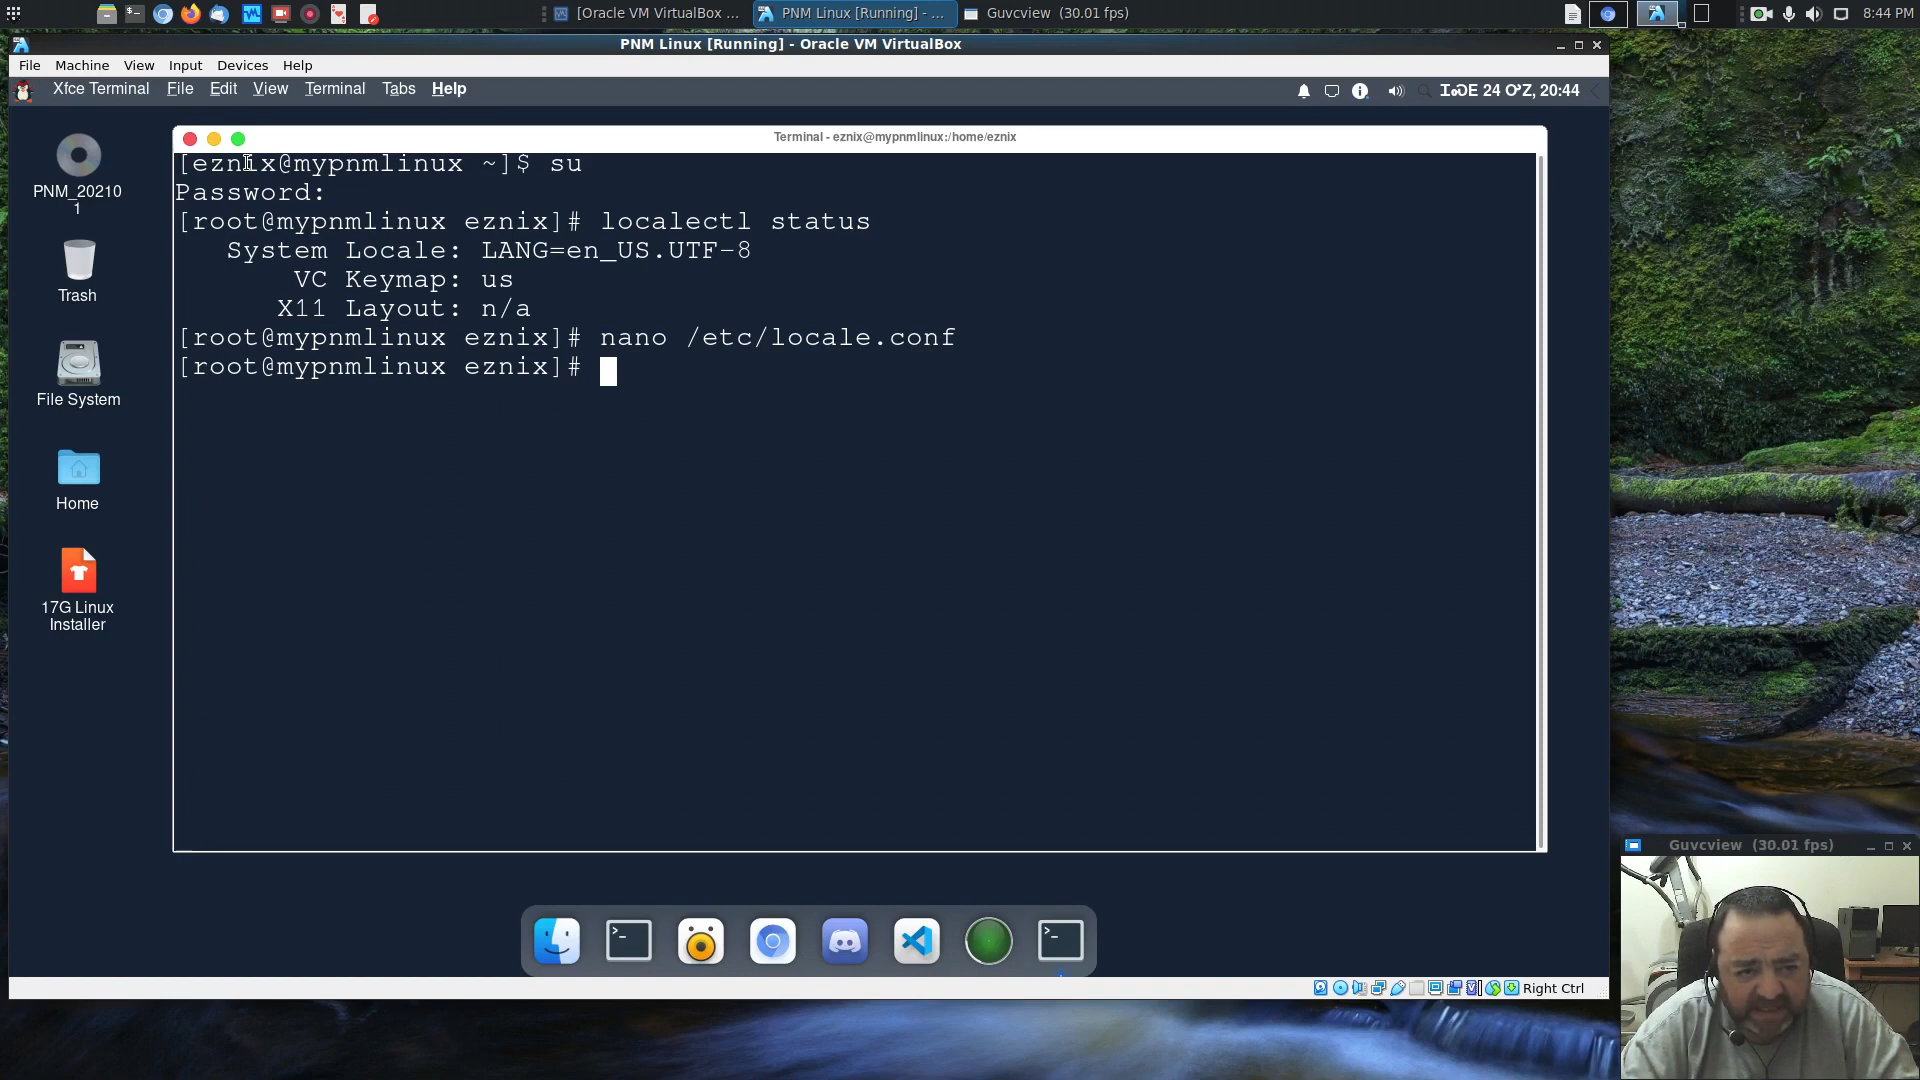 [Oracle VM VirtualBox ...
PNM Linux [Running] - ...
Guvcview (30.01 fps)
8:44 PM
PNM Linux [Running] - Oracle VM VirtualBox
File Machine View Input Devices Help
Xfce Terminal File Edit View Terminal Tabs Help
24 20:44
Terminal - eznix@mypnmlinux:/home/eznix
[eznix@mypnmlinux ~]$ su
Password:
[root@mypnmlinux eznix]# localectl status
System Locale: LANG=en_US.UTF-8
VC Keymap: us
X11 Layout: n/a
[root@mypnmlinux eznix]# nano /etc/locale.conf
[root@mypnmlinux eznix]#
PNM_20210
1
Trash
File System
Home
17G Linux
Installer
Right Ctrl
Guvcview (30.01 fps)